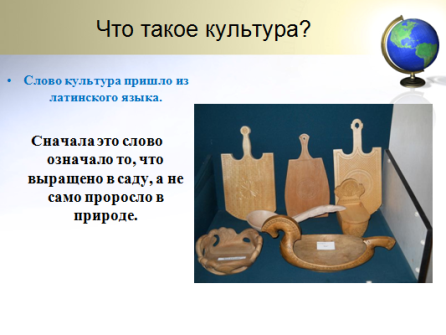 Что такое культура?
• Слово культура пришло из
латинского языка.
Сначала это слово
означало то, что
выращено в саду, а не
само проросло в
природе.